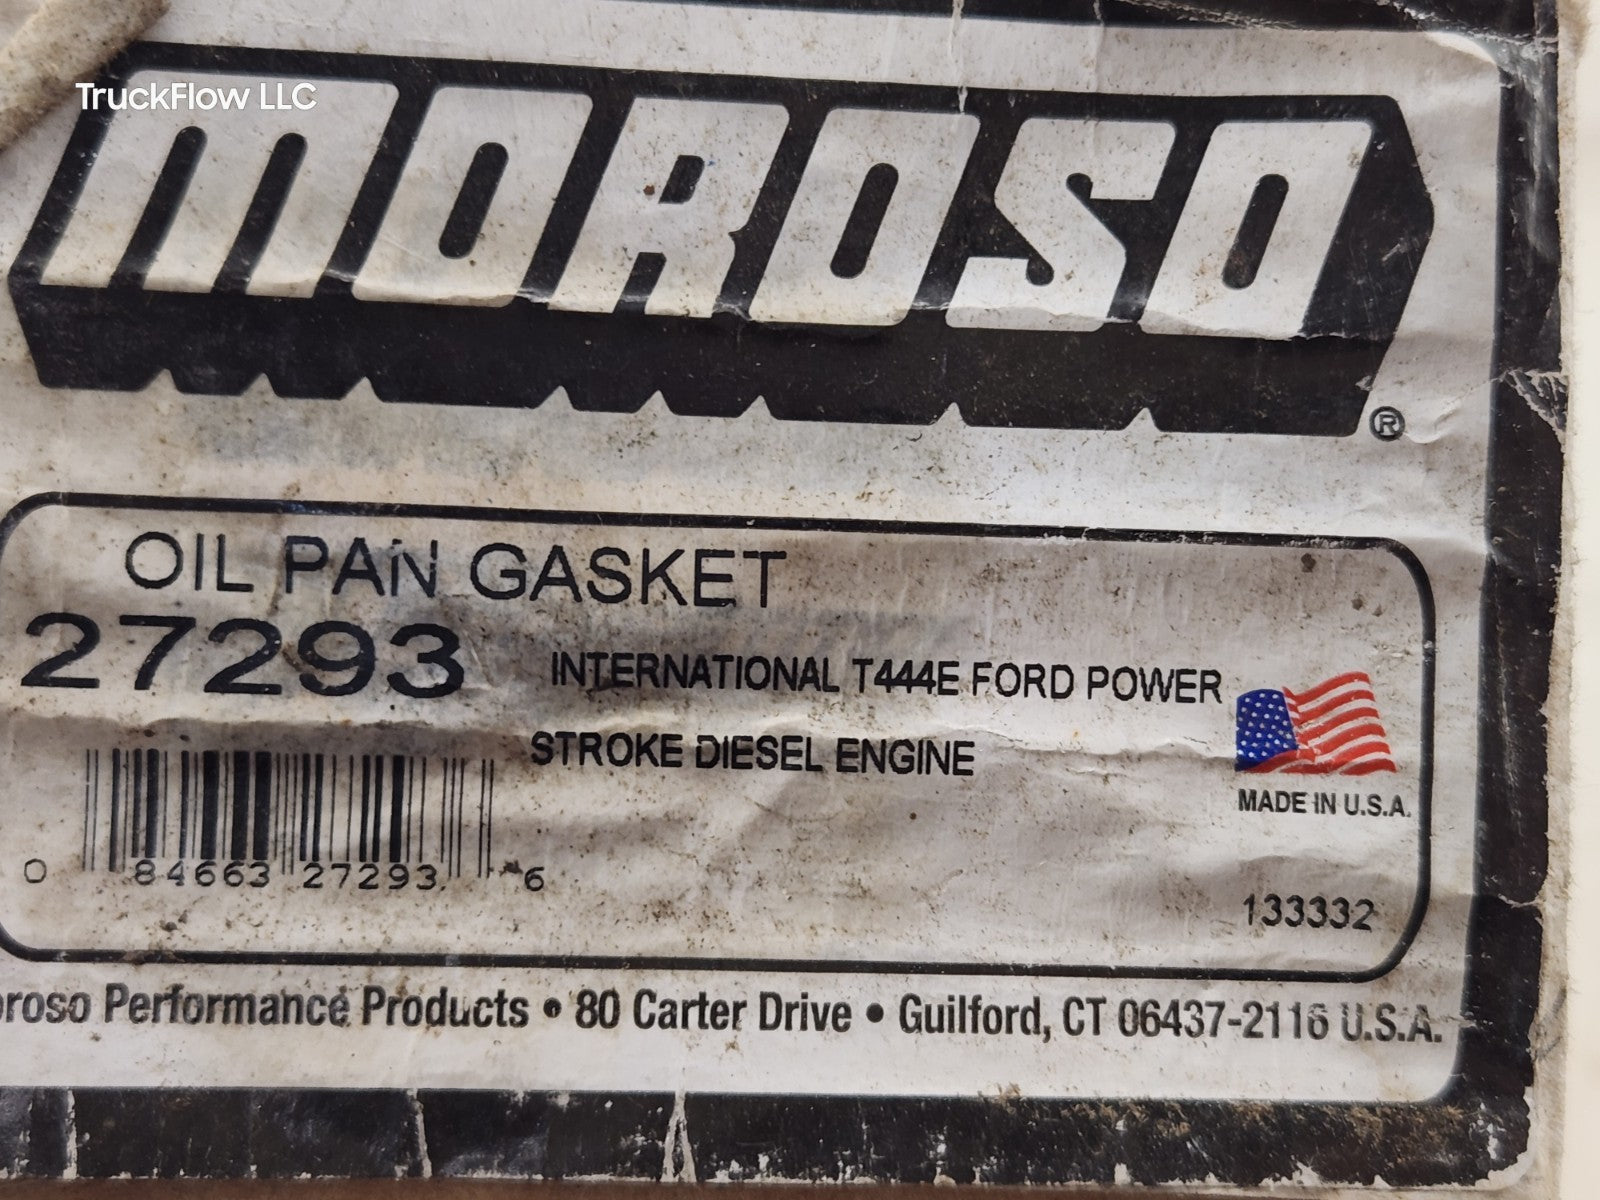 TruckFlow LLC
MOROSO
®
OIL PAN GASKET
27293
INTERNATIONAL T444E FORD POWER
STROKE DIESEL ENGINE
MADE IN U.S.A.
0 84663 27293 6
133332
oroso Performance Products • 80 Carter Drive • Guilford, CT 06437-2116 U.S.A.